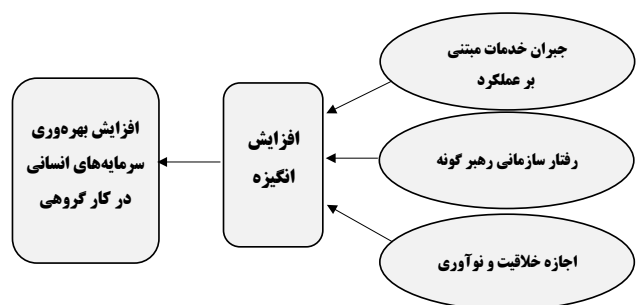 جبران خدمات مبتنی
بر عملکرد
رفتار سازمانی رهبر گونه
اجازه خلاقیت و نوآوری
افزایش
انگیزه
افزایش بهره‌وری
سرمایه‌های انسانی
در کار گروهی